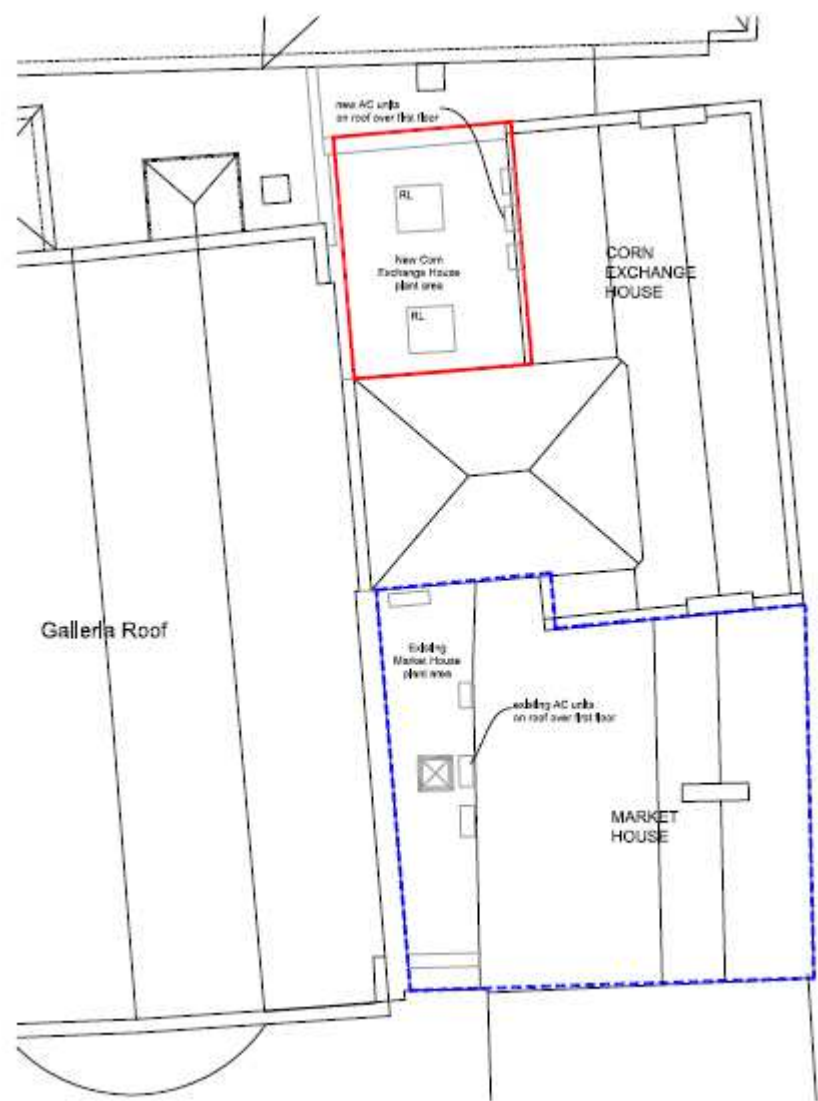 new AC units
on roof over first floor
RL
New Corn
Exchange House
plant area
RL
CORN
EXCHANGE
HOUSE
Galleria Roof
Existing
Market House
plant area
existing AC units
on roof over first floor
MARKET
HOUSE